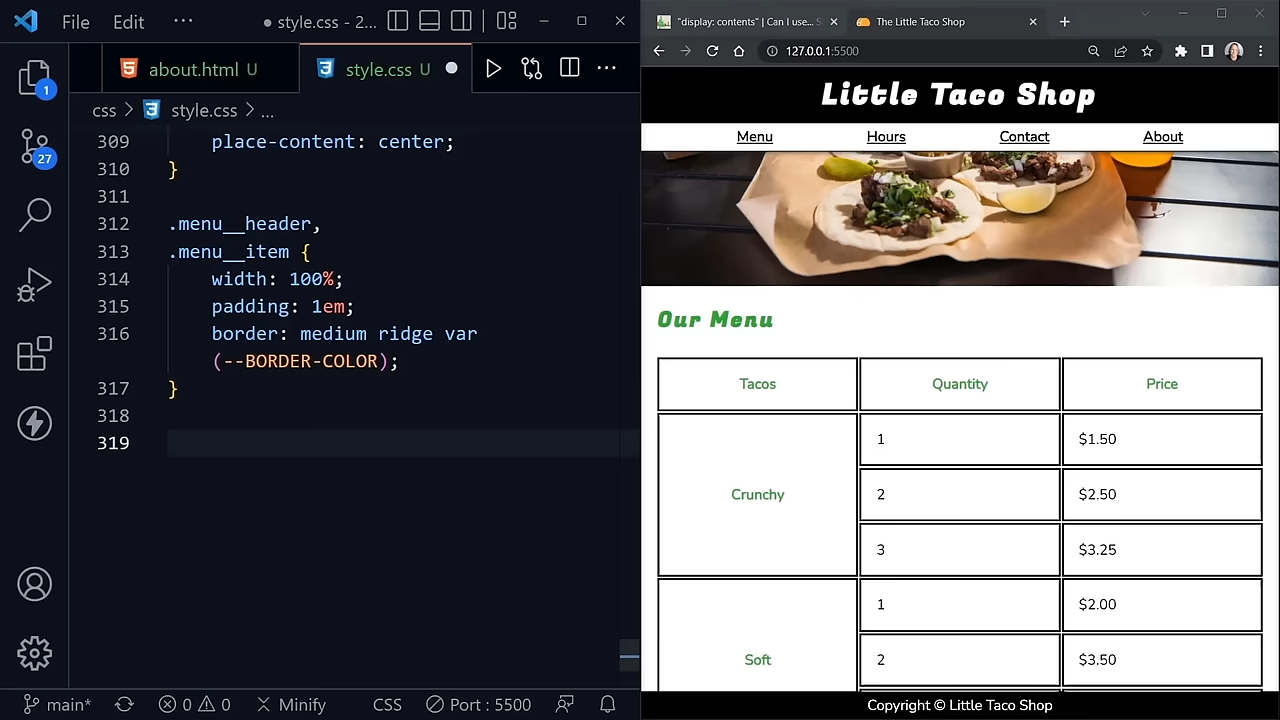 File Edit ···
style.css - 2...
about.html U
style.css U
css > style.css > ...
309 place-content: center;
310 }
311
312 .menu__header,
313 .menu__item {
314 width: 100%;
315 padding: 1em;
316 border: medium ridge var
(--BORDER-COLOR);
317 }
318
319
1
27
main*
0 0
Minify
CSS
Port : 5500
"display: contents" | Can I use... S
The Little Taco Shop
127.0.0.1:5500
Little Taco Shop
Menu Hours Contact About
Our Menu
Tacos Quantity Price
Crunchy
1 $1.50
2 $2.50
3 $3.25
Soft
1 $2.00
2 $3.50
Copyright © Little Taco Shop